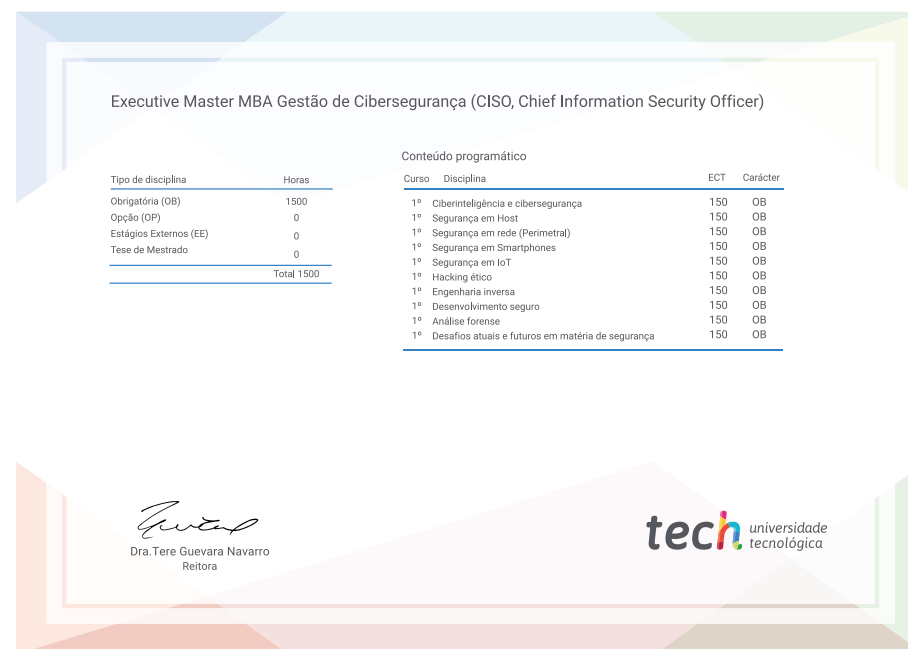 Executive Master MBA Gestão de Cibersegurança (CISO, Chief Information Security Officer)
Tipo de disciplina Horas
Obrigatória (OB) 1500
Opção (OP) 0
Estágios Externos (EE) 0
Tese de Mestrado 0
Total 1500
Conteúdo programático
Curso Disciplina ECT Carácter
1º Ciberinteligência e cibersegurança 150 OB
1º Segurança em Host 150 OB
1º Segurança em rede (Perimetral) 150 OB
1º Segurança em Smartphones 150 OB
1º Segurança em IoT 150 OB
1º Hacking ético 150 OB
1º Engenharia inversa 150 OB
1º Desenvolvimento seguro 150 OB
1º Análise forense 150 OB
1º Desafios atuais e futuros em matéria de segurança 150 OB
Dra.Tere Guevara Navarro
Reitora
tech universidade
tecnológica